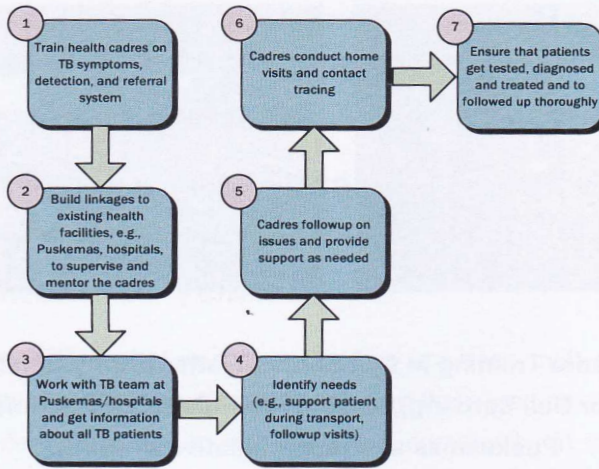 1
Train health cadres on
TB symptoms,
detection, and referral
system
2
Build linkages to
existing health
facilities, e.g.,
Puskemas, hospitals,
to supervise and
mentor the cadres
3
Work with TB team at
Puskemas/hospitals
and get information
about all TB patients
4
Identify needs
(e.g., support patient
during transport,
followup visits)
5
Cadres followup on
issues and provide
support as needed
6
Cadres conduct home
visits and contact
tracing
7
Ensure that patients
get tested, diagnosed
and treated and to
followed up thoroughly